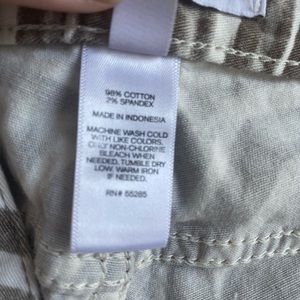 98% COTTON
2% SPANDEX
MADE IN INDONESIA
MACHINE WASH COLD
WITH LIKE COLORS.
ONLY NON-CHLORINE
BLEACH WHEN
NEEDED. TUMBLE DRY
LOW. WARM IRON
IF NEEDED.
RN# 55285